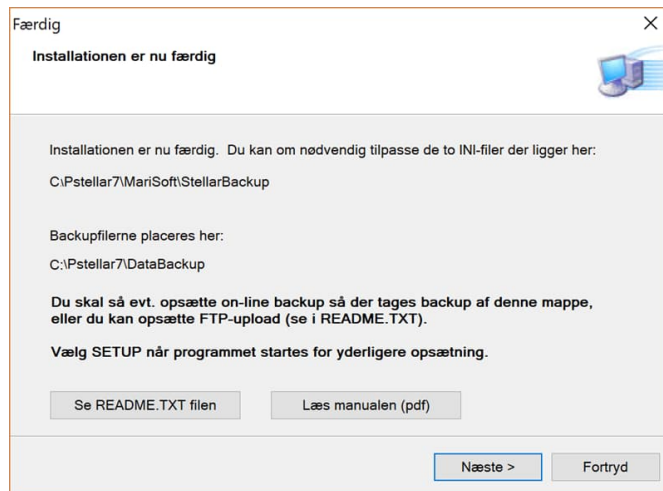 Færdig
Installationen er nu færdig
Installationen er nu færdig. Du kan om nødvendig tilpasse de to INI-filer der ligger her:
C\Pstellar7\MariSoft\StellarBackup
Backupfilerne placeres her:
C:\Pstellar7\DataBackup
Du skal så evt. opsætte on-line backup så der tages backup af denne mappe,
eller du kan opsætte FTP-upload (se i README.TXT).
Vælg SETUP når programmet startes for yderligere opsætning.
Se README.TXT filen
Læs manualen (pdf)
Næste >
Fortryd